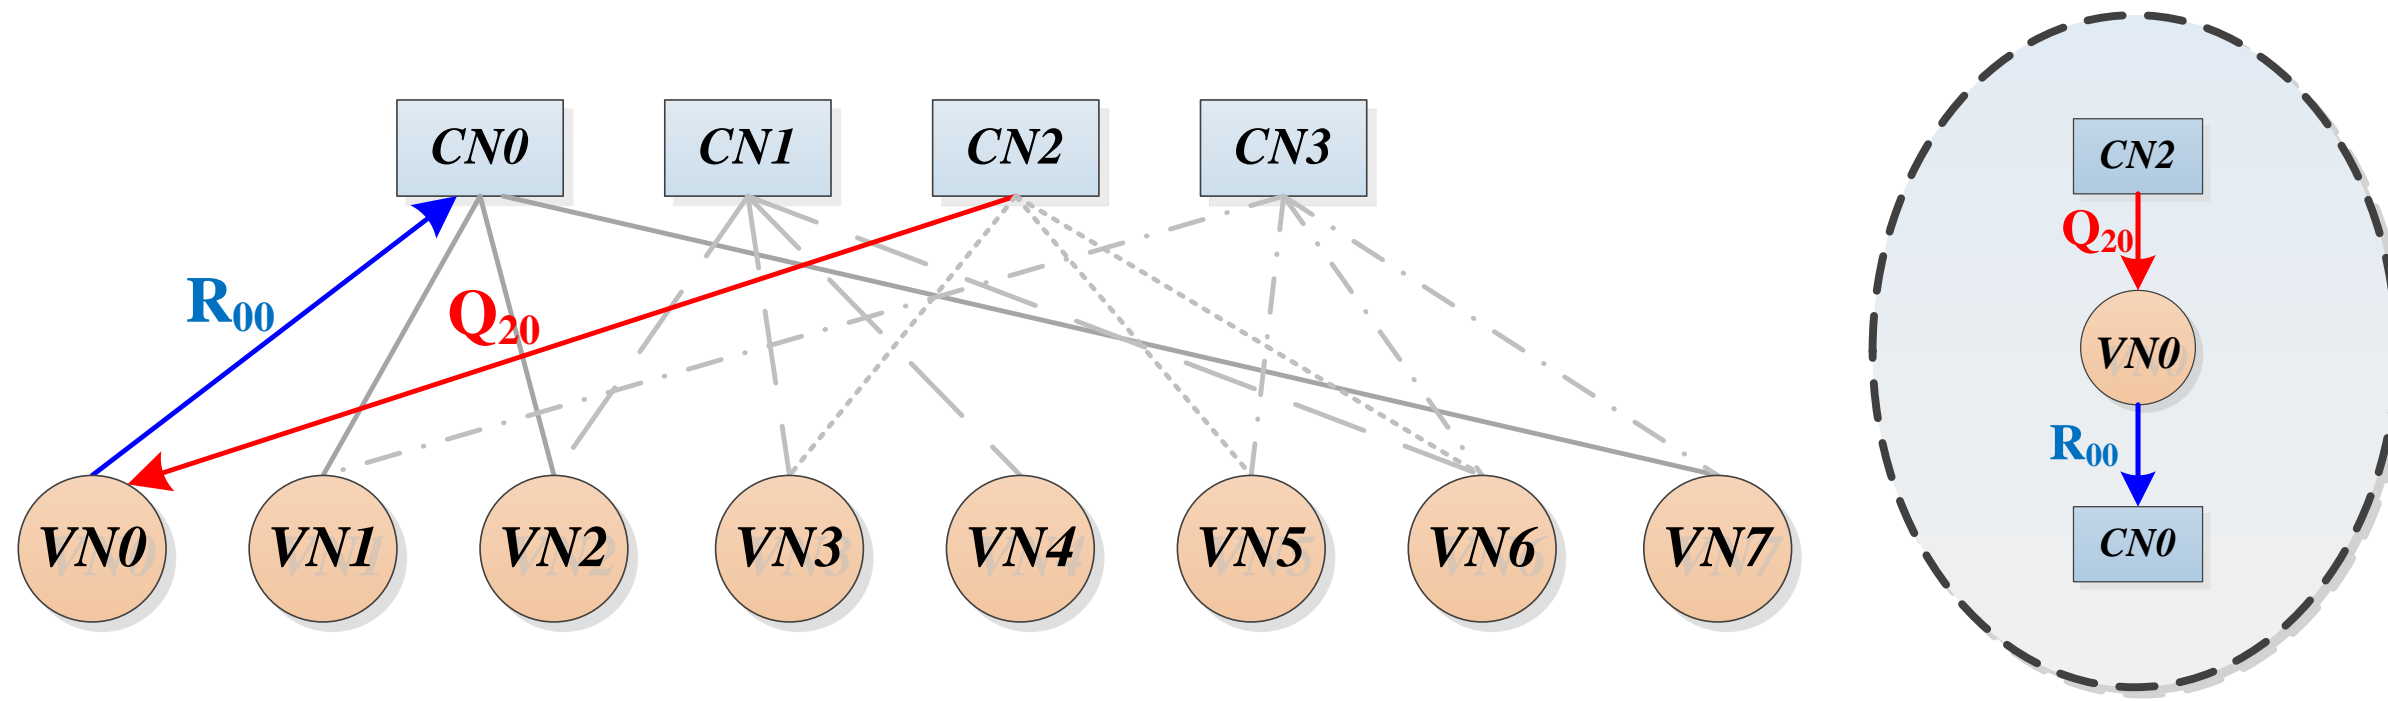 CN0 CN1 CN2 CN3
R00
Q20
VN0 VN1 VN2 VN3 VN4 VN5 VN6 VN7
CN2
Q20
VN0
R00
CN0